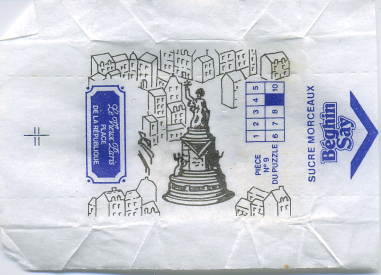 Le Vieux Paris
PLACE
DE LA RÉPUBLIQUE
1 2 3 4 5
6 7 8 10
PIÈCE
N° 9
DU PUZZLE
SUCRE MORCEAUX
Béghin
Say